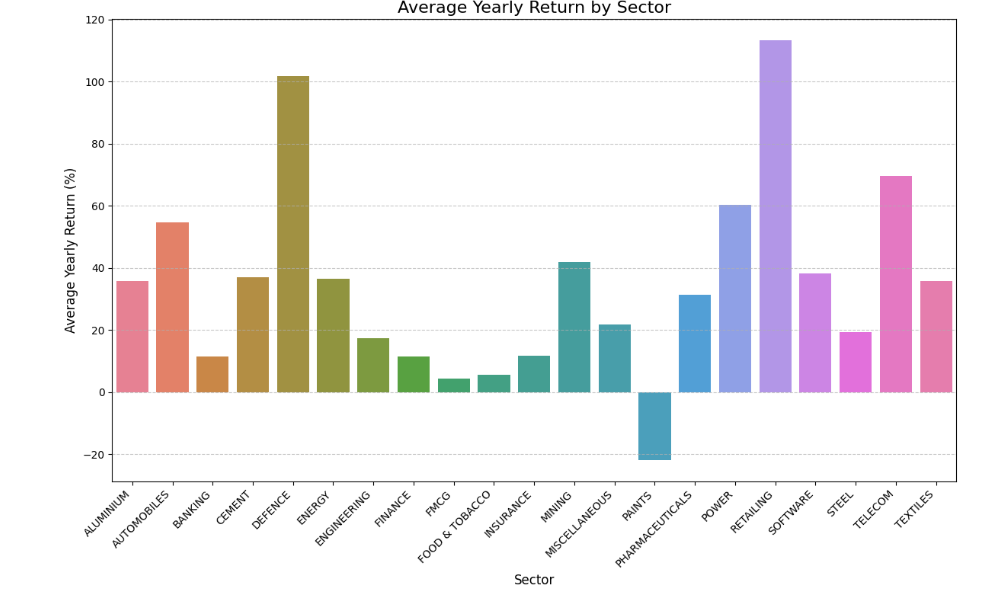 Average Yearly Return by Sector
Average Yearly Return (%)
120
100
80
60
40
20
0
−20
ALUMINIUM
AUTOMOBILES
BANKING
CEMENT
DEFENCE
ENERGY
ENGINEERING
FINANCE
FMCG
FOOD & TOBACCO
INSURANCE
MINING
MISCELLANEOUS
PAINTS
PHARMACEUTICALS
POWER
RETAILING
SOFTWARE
STEEL
TELECOM
TEXTILES
Sector